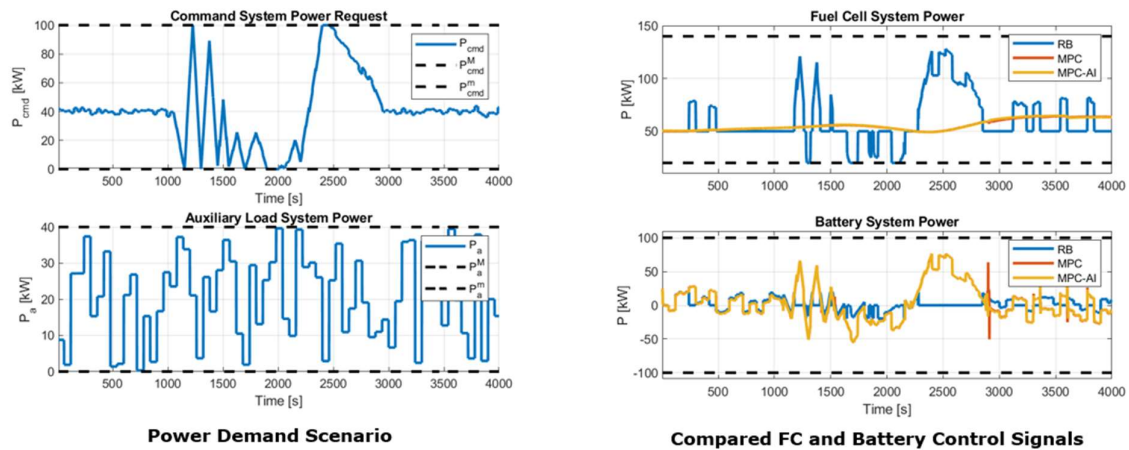 Command System Power Request
100
80
60
40
20
0
P_cmd [kW]
P_cmd
P^M_cmd
P^m_cmd
500 1000 1500 2000 2500 3000 3500 4000
Time [s]
Auxiliary Load System Power
40
30
20
10
0
P_a [kW]
P_a
P^M_a
P^m_a
500 1000 1500 2000 2500 3000 3500 4000
Time [s]
Power Demand Scenario
Fuel Cell System Power
150
100
50
P [kW]
RB
MPC
MPC-AI
500 1000 1500 2000 2500 3000 3500 4000
Time [s]
Battery System Power
100
50
0
-50
-100
P [kW]
RB
MPC
MPC-AI
500 1000 1500 2000 2500 3000 3500 4000
Time [s]
Compared FC and Battery Control Signals